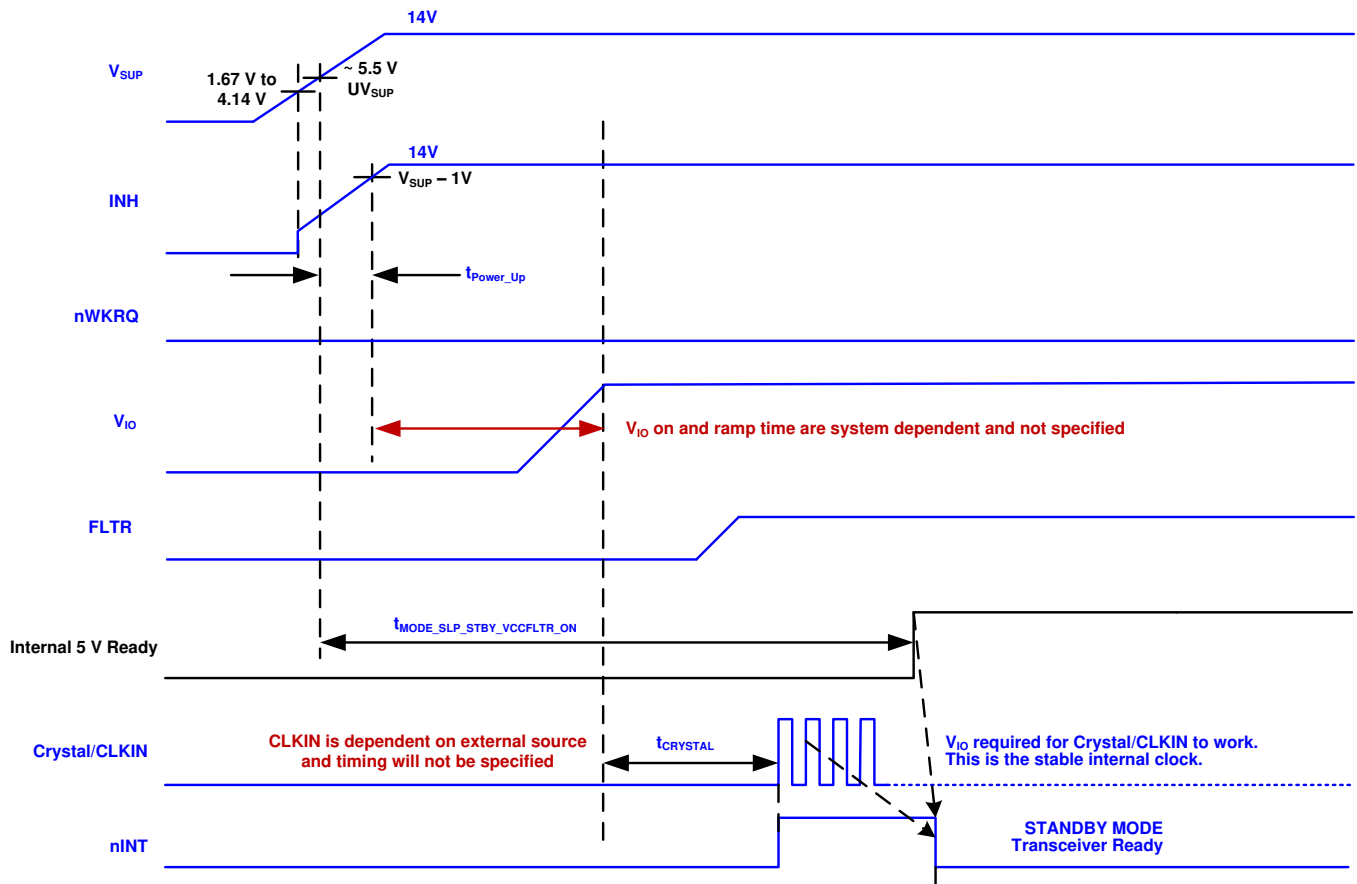 14V
VSUP
1.67 V to
4.14 V
~ 5.5 V
UVSUP
14V
VSUP – 1V
INH
tPower_Up
nWKRQ
VIO
VIO on and ramp time are system dependent and not specified
FLTR
tMODE_SLP_STBY_VCCFLTR_ON
Internal 5 V Ready
Crystal/CLKIN
CLKIN is dependent on external source
and timing will not be specified
tCRYSTAL
VIO required for Crystal/CLKIN to work.
This is the stable internal clock.
nINT
STANDBY MODE
Transceiver Ready